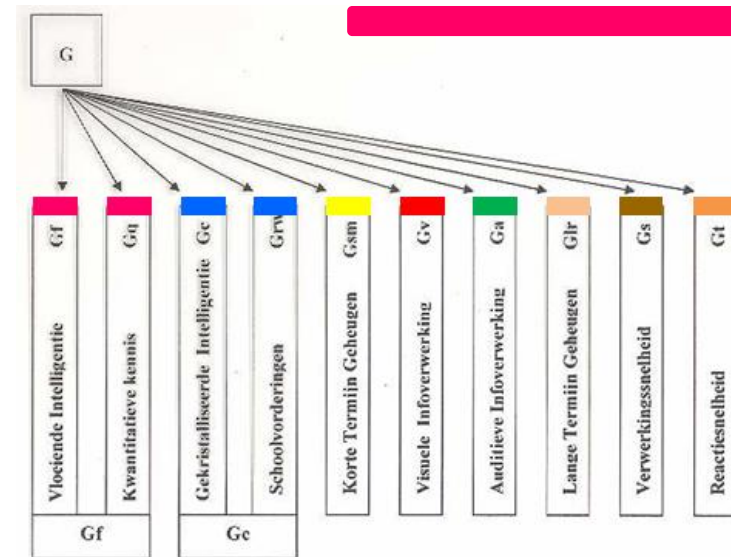 G
Gf
Vloeiende Intelligentie
Gq
Kwantitatieve kennis
Gc
Gekristalliseerde Intelligentie
Grw
Schoolvorderingen
Gsm
Korte Termijn Geheugen
Gv
Visuele Infoverwerking
Ga
Auditieve Infoverwerking
Glr
Lange Termijn Geheugen
Gs
Verwerkingssnelheid
Gt
Reactiesnelheid
Gf
Gc